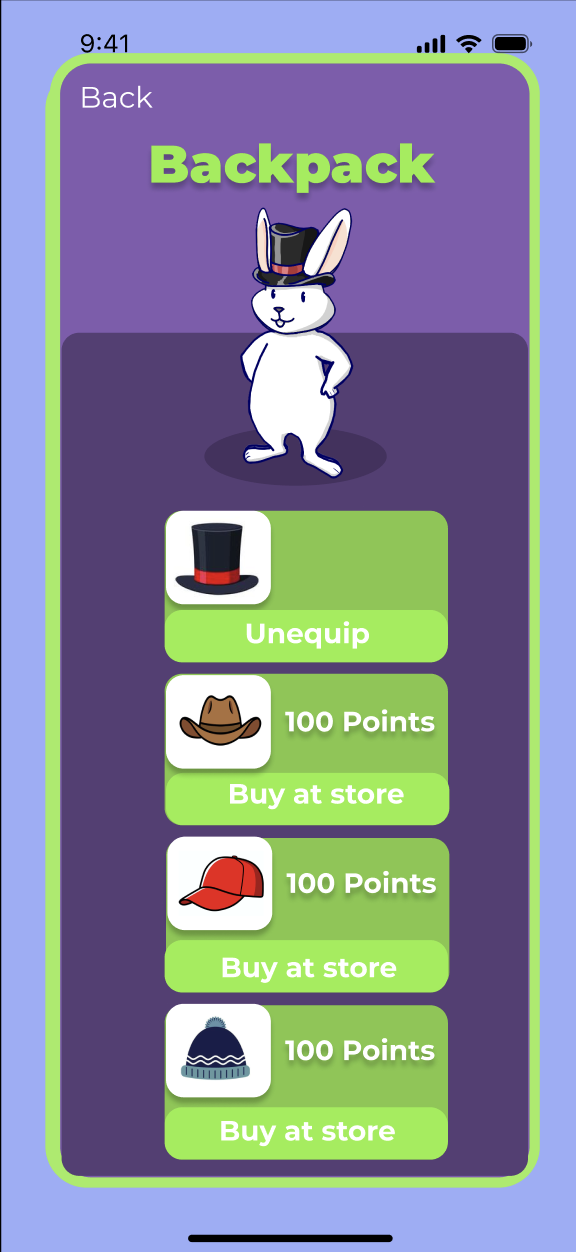 9:41
Back
Backpack
Unequip
100 Points
Buy at store
100 Points
Buy at store
100 Points
Buy at store